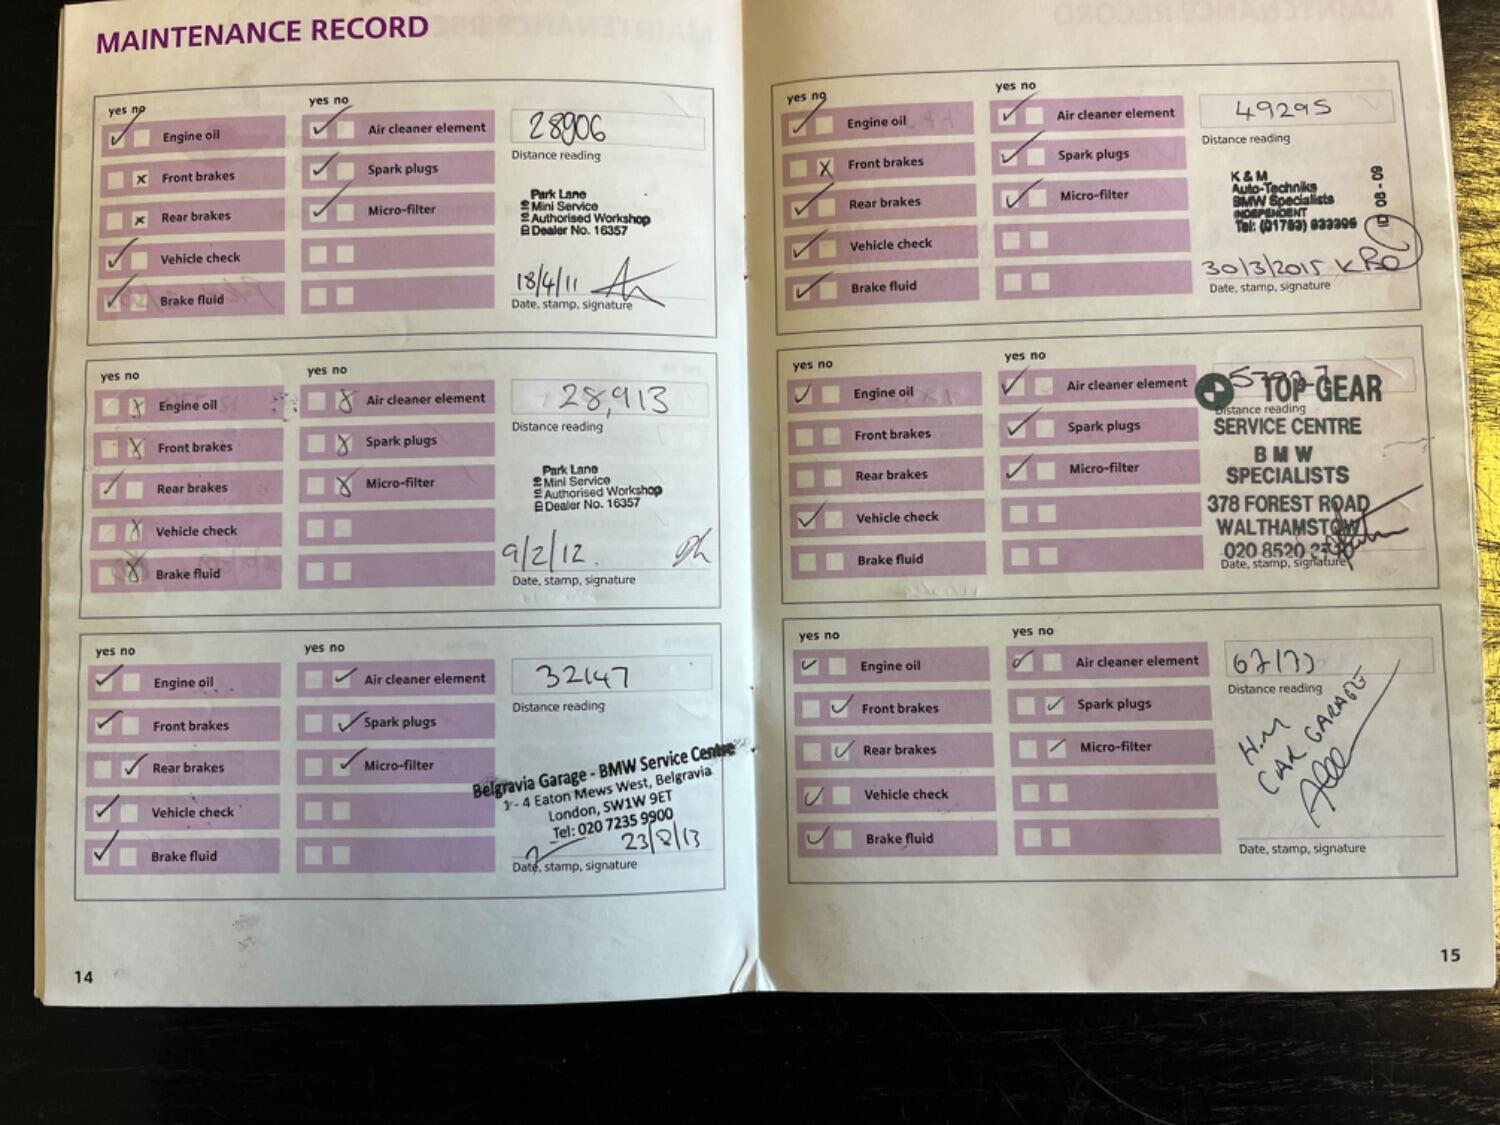 MAINTENANCE RECORD
yes no
yes no
Engine oil
Air cleaner element
28906
Distance reading
Front brakes
Spark plugs
Rear brakes
Micro-filter
Park Lane
Mini Service
Authorised Workshop
Dealer No. 16357
Vehicle check
Brake fluid
18/4/11
Date, stamp, signature
yes no
yes no
Engine oil
Air cleaner element
28,913
Distance reading
Front brakes
Spark plugs
Rear brakes
Micro-filter
Park Lane
Mini Service
Authorised Workshop
Dealer No. 16357
Vehicle check
Brake fluid
9/2/12.
Date, stamp, signature
yes no
yes no
Engine oil
Air cleaner element
32147
Distance reading
Front brakes
Spark plugs
Rear brakes
Micro-filter
Belgravia Garage - BMW Service Centre
1 - 4 Eaton Mews West, Belgravia
London, SW1W 9ET
Tel: 020 7235 9900
Vehicle check
Brake fluid
23/8/13
Date, stamp, signature
14
yes no
yes no
Engine oil
Air cleaner element
49295
Distance reading
Front brakes
Spark plugs
Rear brakes
Micro-filter
K & M
Auto-Techniks
BMW Specialists
INDEPENDENT
Tel: (01753)
ID 08-09
Vehicle check
Brake fluid
30/3/2015
Date, stamp, signature
yes no
yes no
Engine oil
Air cleaner element
Distance reading
TOP-GEAR
SERVICE CENTRE
BMW
SPECIALISTS
378 FOREST ROAD
WALTHAMSTOW
020 8520
Front brakes
Spark plugs
Rear brakes
Micro-filter
Vehicle check
Brake fluid
Date, stamp, signature
yes no
yes no
Engine oil
Air cleaner element
Distance reading
Front brakes
Spark plugs
Rear brakes
Micro-filter
H.M
CAR GARAGE
Vehicle check
Brake fluid
Date, stamp, signature
15